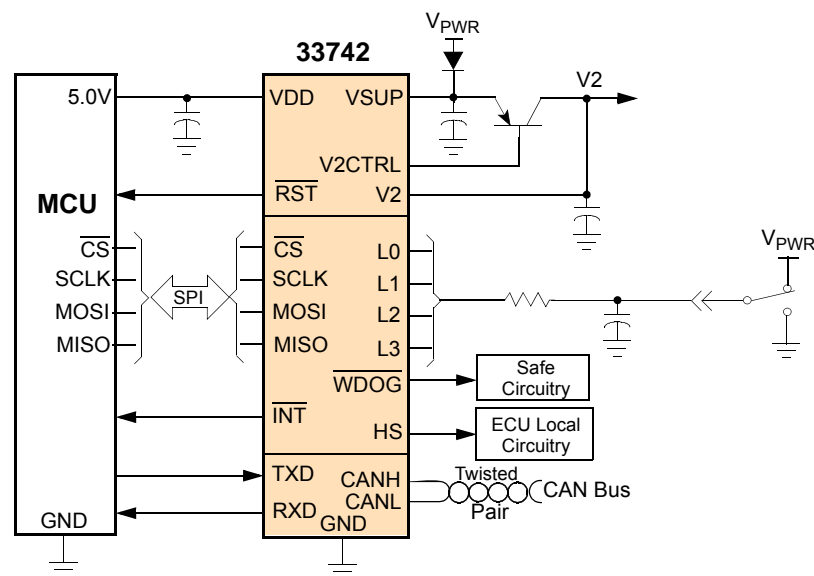 VPWR
33742
5.0V
VDD
VSUP
V2
V2CTRL
RST
V2
MCU
CS
SCLK
MOSI
MISO
SPI
CS
SCLK
MOSI
MISO
L0
L1
L2
L3
VPWR
WDOG
Safe
Circuitry
INT
HS
ECU Local
Circuitry
TXD
RXD
CANH
CANL
GND
Twisted
Pair
CAN Bus
GND